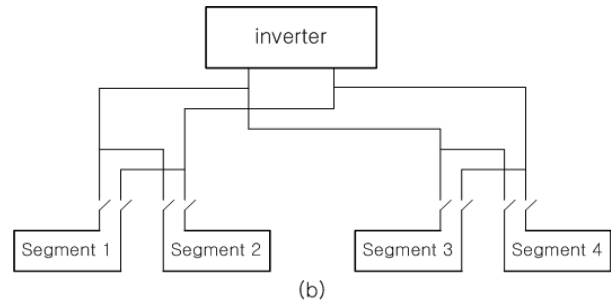 inverter
Segment 1
Segment 2
Segment 3
Segment 4
(b)